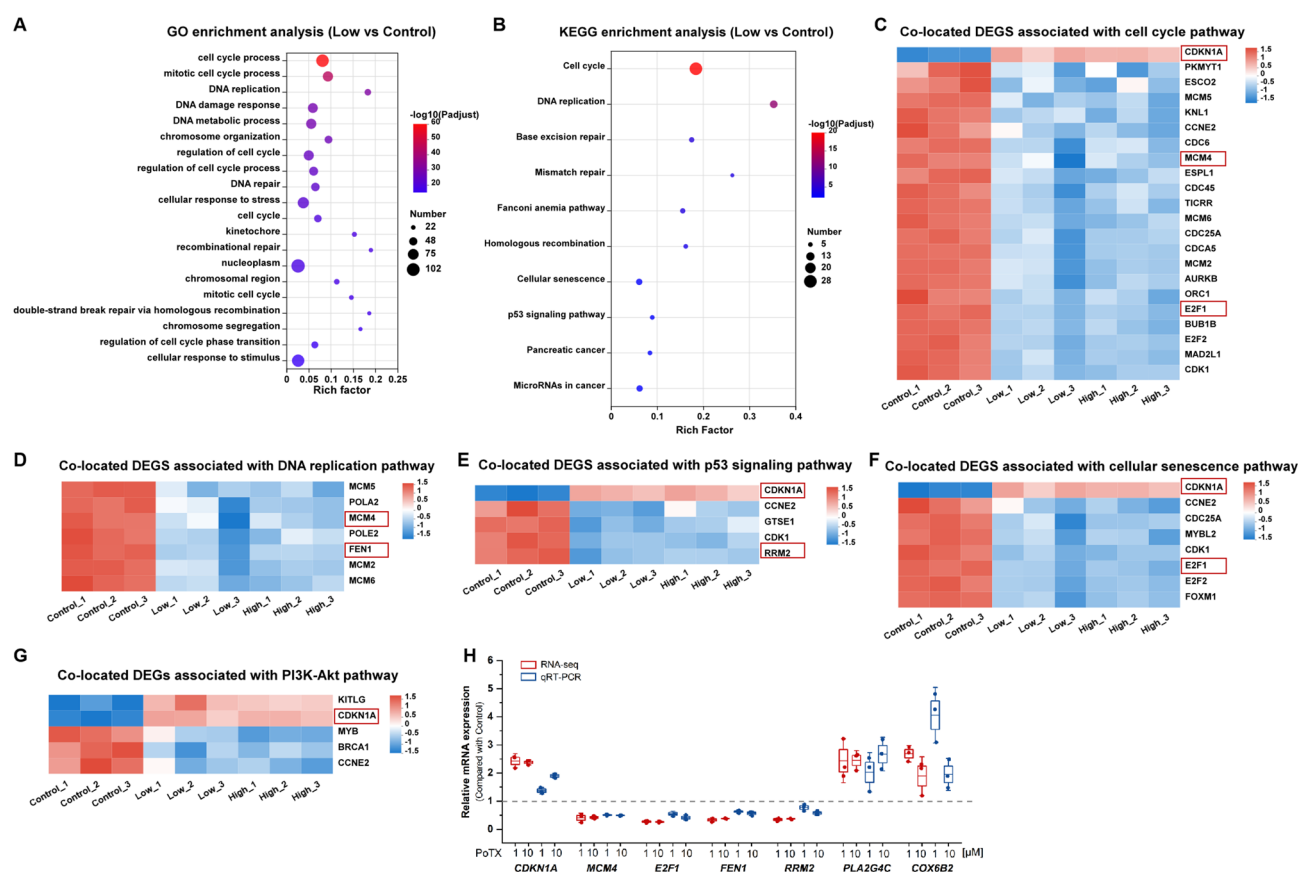 A
GO enrichment analysis (Low vs Control)
cell cycle process
mitotic cell cycle process
DNA replication
DNA damage response
DNA metabolic process
chromosome organization
regulation of cell cycle
regulation of cell cycle process
DNA repair
cellular response to stress
cell cycle
kinetochore
recombinational repair
nucleoplasm
chromosomal region
mitotic cell cycle
double-strand break repair via homologous recombination
chromosome segregation
regulation of cell cycle phase transition
cellular response to stimulus
0 0.05 0.1 0.15 0.2 0.25
Rich factor
-log10(Padjust)
60
50
40
30
20
Number
22
48
75
102
B
KEGG enrichment analysis (Low vs Control)
Cell cycle
DNA replication
Base excision repair
Mismatch repair
Fanconi anemia pathway
Homologous recombination
Cellular senescence
p53 signaling pathway
Pancreatic cancer
MicroRNAs in cancer
0 0.1 0.2 0.3 0.4
Rich Factor
-log10(Padjust)
20
15
10
5
Number
5
13
20
28
C
Co-located DEGS associated with cell cycle pathway
CDKN1A
PKMYT1
ESCO2
MCM5
KNL1
CCNE2
CDC6
MCM4
ESPL1
CDC45
TICRR
MCM6
CDC25A
CDCA5
MCM2
AURKB
ORC1
E2F1
BUB1B
E2F2
MAD2L1
CDK1
Control_1 Control_2 Control_3 Low_1 Low_2 Low_3 High_1 High_2 High_3
1.5
1
0.5
0
-0.5
-1
-1.5
D
Co-located DEGS associated with DNA replication pathway
MCM5
POLA2
MCM4
POLE2
FEN1
MCM2
MCM6
Control_1 Control_2 Control_3 Low_1 Low_2 Low_3 High_1 High_2 High_3
1.5
1
0.5
0
-0.5
-1
-1.5
E
Co-located DEGS associated with p53 signaling pathway
CDKN1A
CCNE2
GTSE1
CDK1
RRM2
Control_1 Control_2 Control_3 Low_1 Low_2 Low_3 High_1 High_2 High_3
1.5
1
0.5
0
-0.5
-1
-1.5
F
Co-located DEGS associated with cellular senescence pathway
CDKN1A
CCNE2
CDC25A
MYBL2
CDK1
E2F1
E2F2
FOXM1
Control_1 Control_2 Control_3 Low_1 Low_2 Low_3 High_1 High_2 High_3
1.5
1
0.5
0
-0.5
-1
-1.5
G
Co-located DEGs associated with PI3K-Akt pathway
KITLG
CDKN1A
MYB
BRCA1
CCNE2
Control_1 Control_2 Control_3 Low_1 Low_2 Low_3 High_1 High_2 High_3
1.5
1
0.5
0
-0.5
-1
-1.5
H
Relative mRNA expression
(Compared with Control)
6
5
4
3
2
1
0
RNA-seq
qRT-PCR
PoTX 1 10 1 10 1 10 1 10 1 10 1 10 1 10 1 10 1 10 1 10 1 10 1 10 1 10 1 10 [µM]
CDKN1A MCM4 E2F1 FEN1 RRM2 PLA2G4C COX6B2